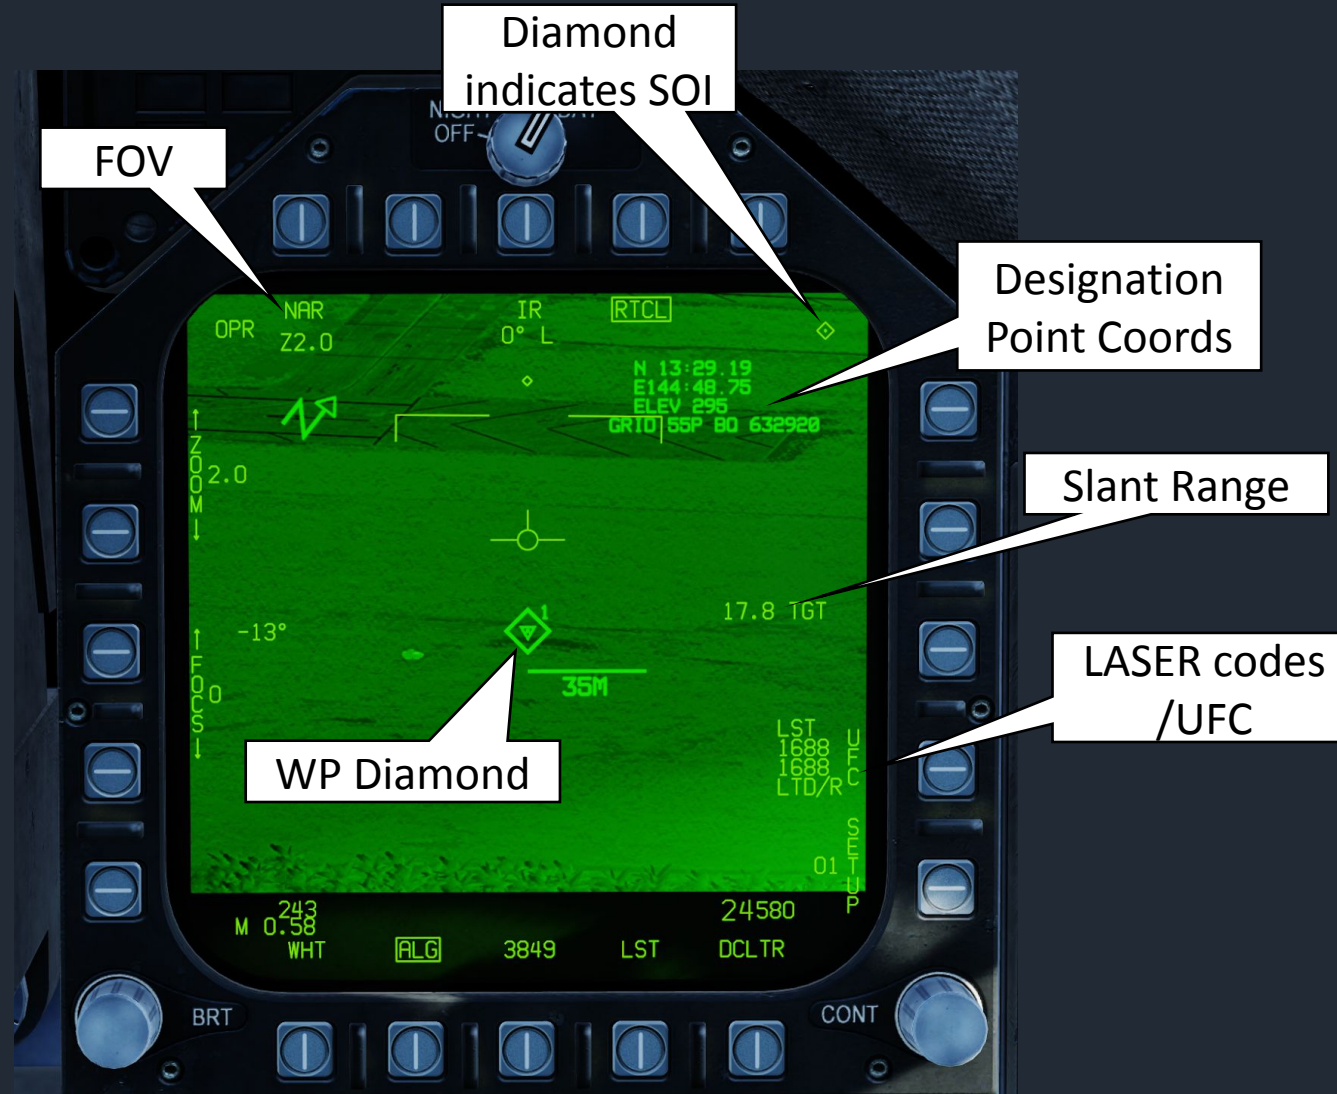 Diamond
indicates SOI
OFF
FOV
Designation
Point Coords
NAR
IR
RTCL
OPR
Z2.0
0° L
N 13:29.19
E144:48.75
ELEV 295
GRID 55P BQ 632920
N
ZOOM
2.0
Slant Range
1
17.8 TGT
-13°
FOCS
0
35M
LASER codes
/UFC
WP Diamond
LST
1688
1688
LTD/R
UFC
SETUP
01
243
M 0.58
24580
WHT
ALG
3849
LST
DCLTR
BRT
CONT